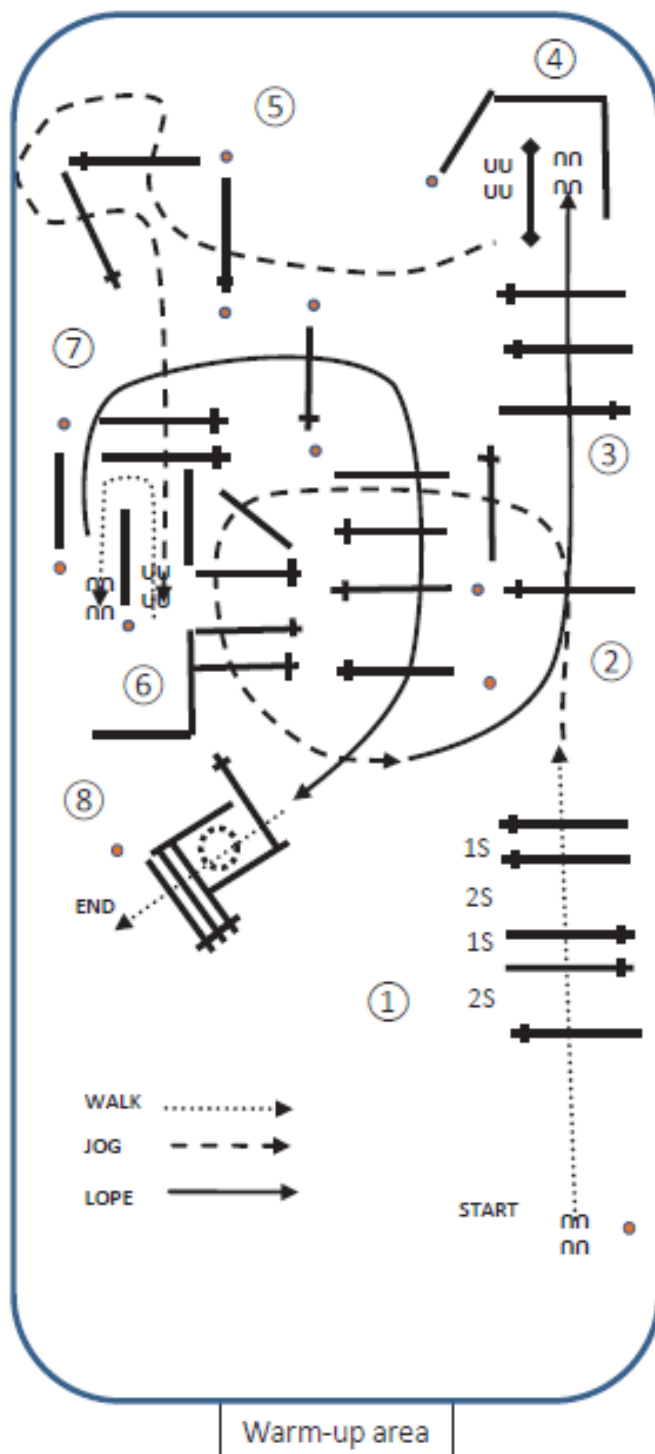 ④
⑤
⑦
③
②
⑥
⑧
1S
2S
END
1S
①
2S
WALK
JOG
LOPE
START
Warm-up area